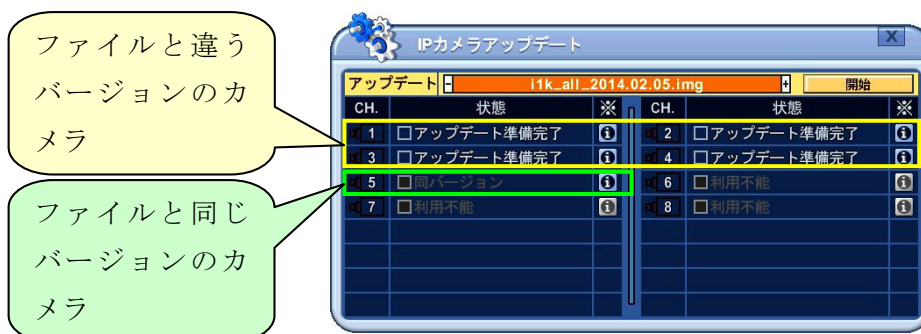 ファイルと違う
バージョンのカ
メラ
ファイルと同じ
バージョンのカ
メラ
IPカメラアップデート X
アップデート - i1k_all_2014.02.05.img + 開始
CH. 状態 ※ CH. 状態 ※
1 アップデート準備完了 i 2 アップデート準備完了 i
3 アップデート準備完了 i 4 アップデート準備完了 i
5 同バージョン i 6 利用不能 i
7 利用不能 i 8 利用不能 i